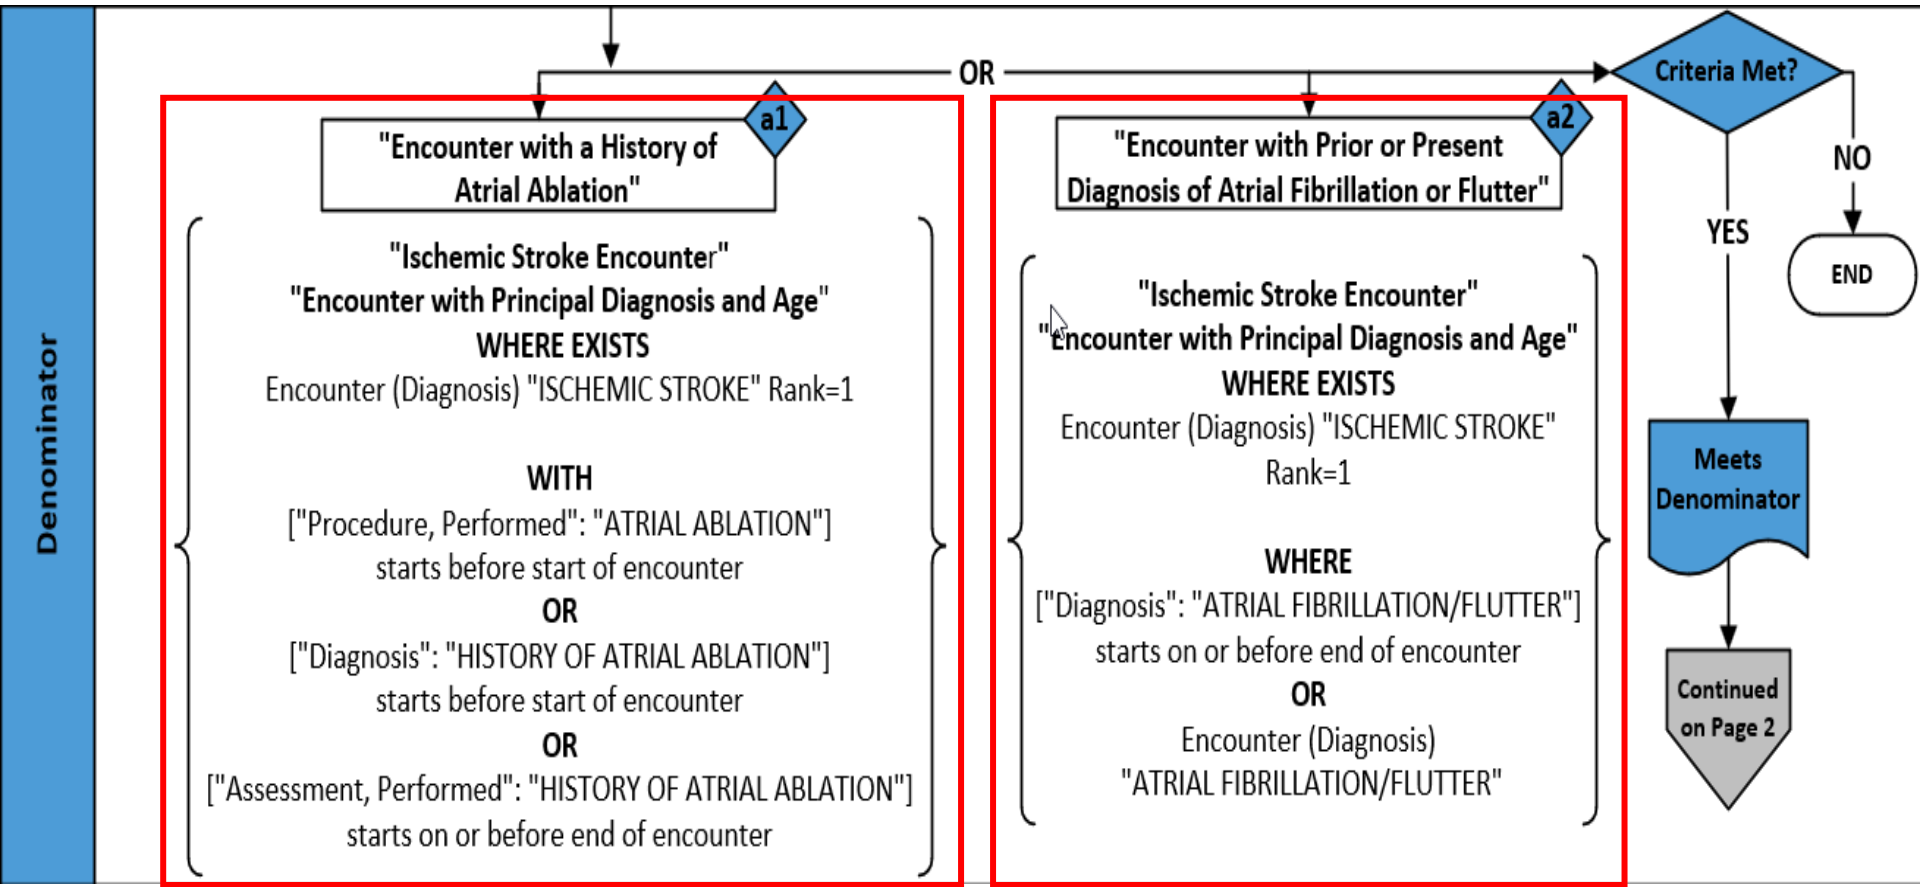 Denominator
OR
a1
"Encounter with a History of
Atrial Ablation"
"Ischemic Stroke Encounter"
"Encounter with Principal Diagnosis and Age"
WHERE EXISTS
Encounter (Diagnosis) "ISCHEMIC STROKE" Rank=1
WITH
["Procedure, Performed": "ATRIAL ABLATION"]
starts before start of encounter
OR
["Diagnosis": "HISTORY OF ATRIAL ABLATION"]
starts before start of encounter
OR
["Assessment, Performed": "HISTORY OF ATRIAL ABLATION"]
starts on or before end of encounter
a2
"Encounter with Prior or Present
Diagnosis of Atrial Fibrillation or Flutter"
"Ischemic Stroke Encounter"
"Encounter with Principal Diagnosis and Age"
WHERE EXISTS
Encounter (Diagnosis) "ISCHEMIC STROKE"
Rank=1
WHERE
["Diagnosis": "ATRIAL FIBRILLATION/FLUTTER"]
starts on or before end of encounter
OR
Encounter (Diagnosis)
"ATRIAL FIBRILLATION/FLUTTER"
Criteria Met?
NO
END
YES
Meets
Denominator
Continued
on Page 2